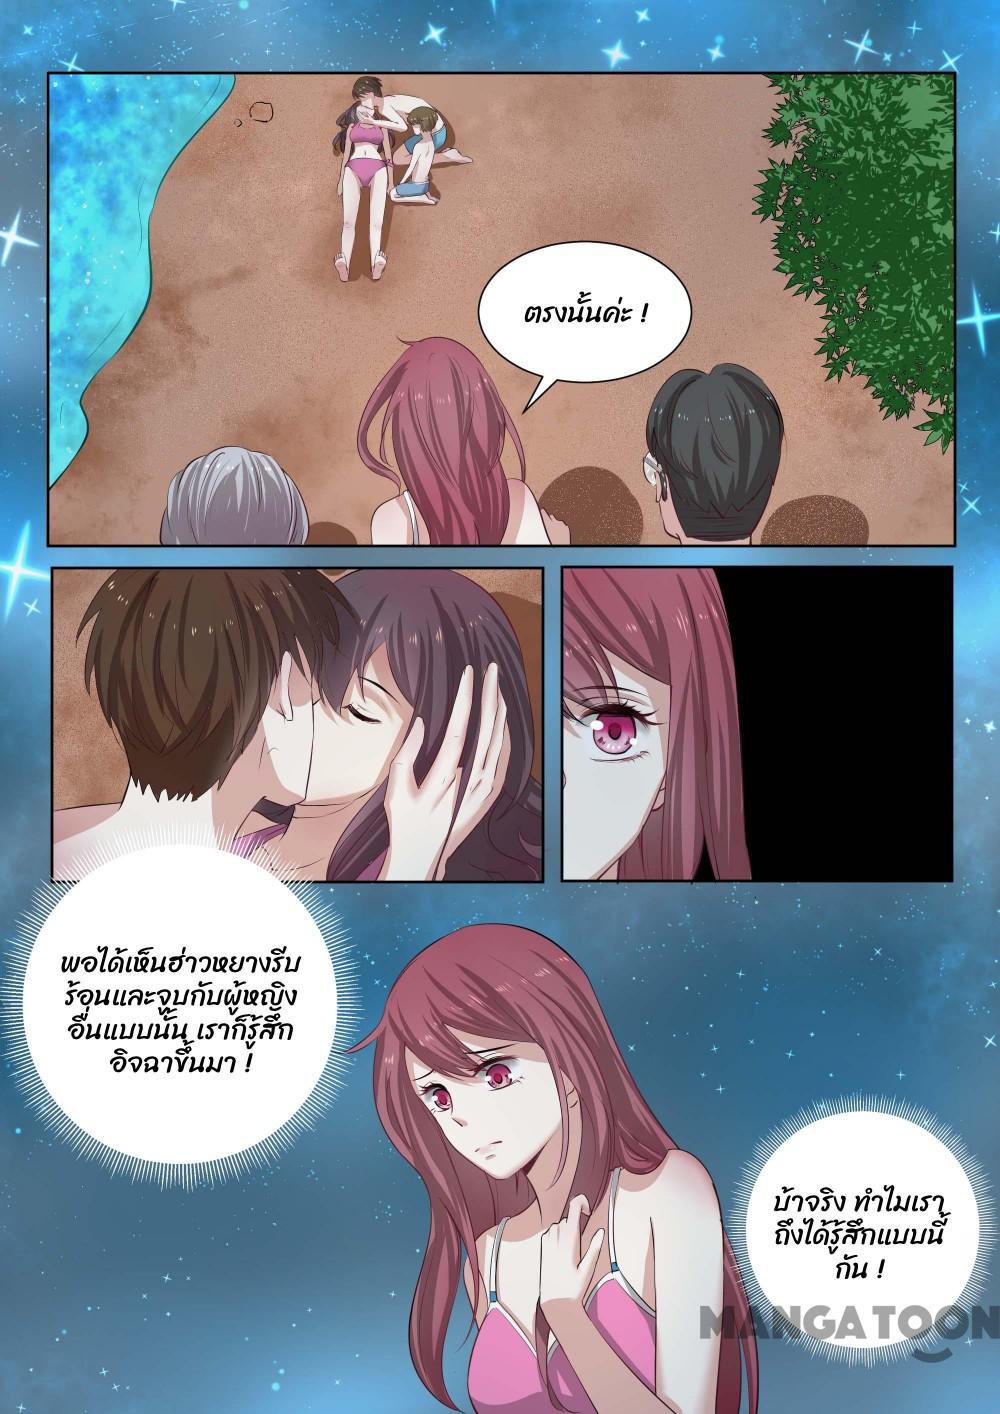 ตรงนั้นค่ะ !
พอได้เห็นฮ่าวหยางรีบ
ร้อนและจูบกับผู้หญิง
อื่นแบบนั้น เราก็รู้สึก
อิจฉาขึ้นมา !
บ้าจริง ทำไมเรา
ถึงได้รู้สึกแบบนี้
กัน !
MANGATOON